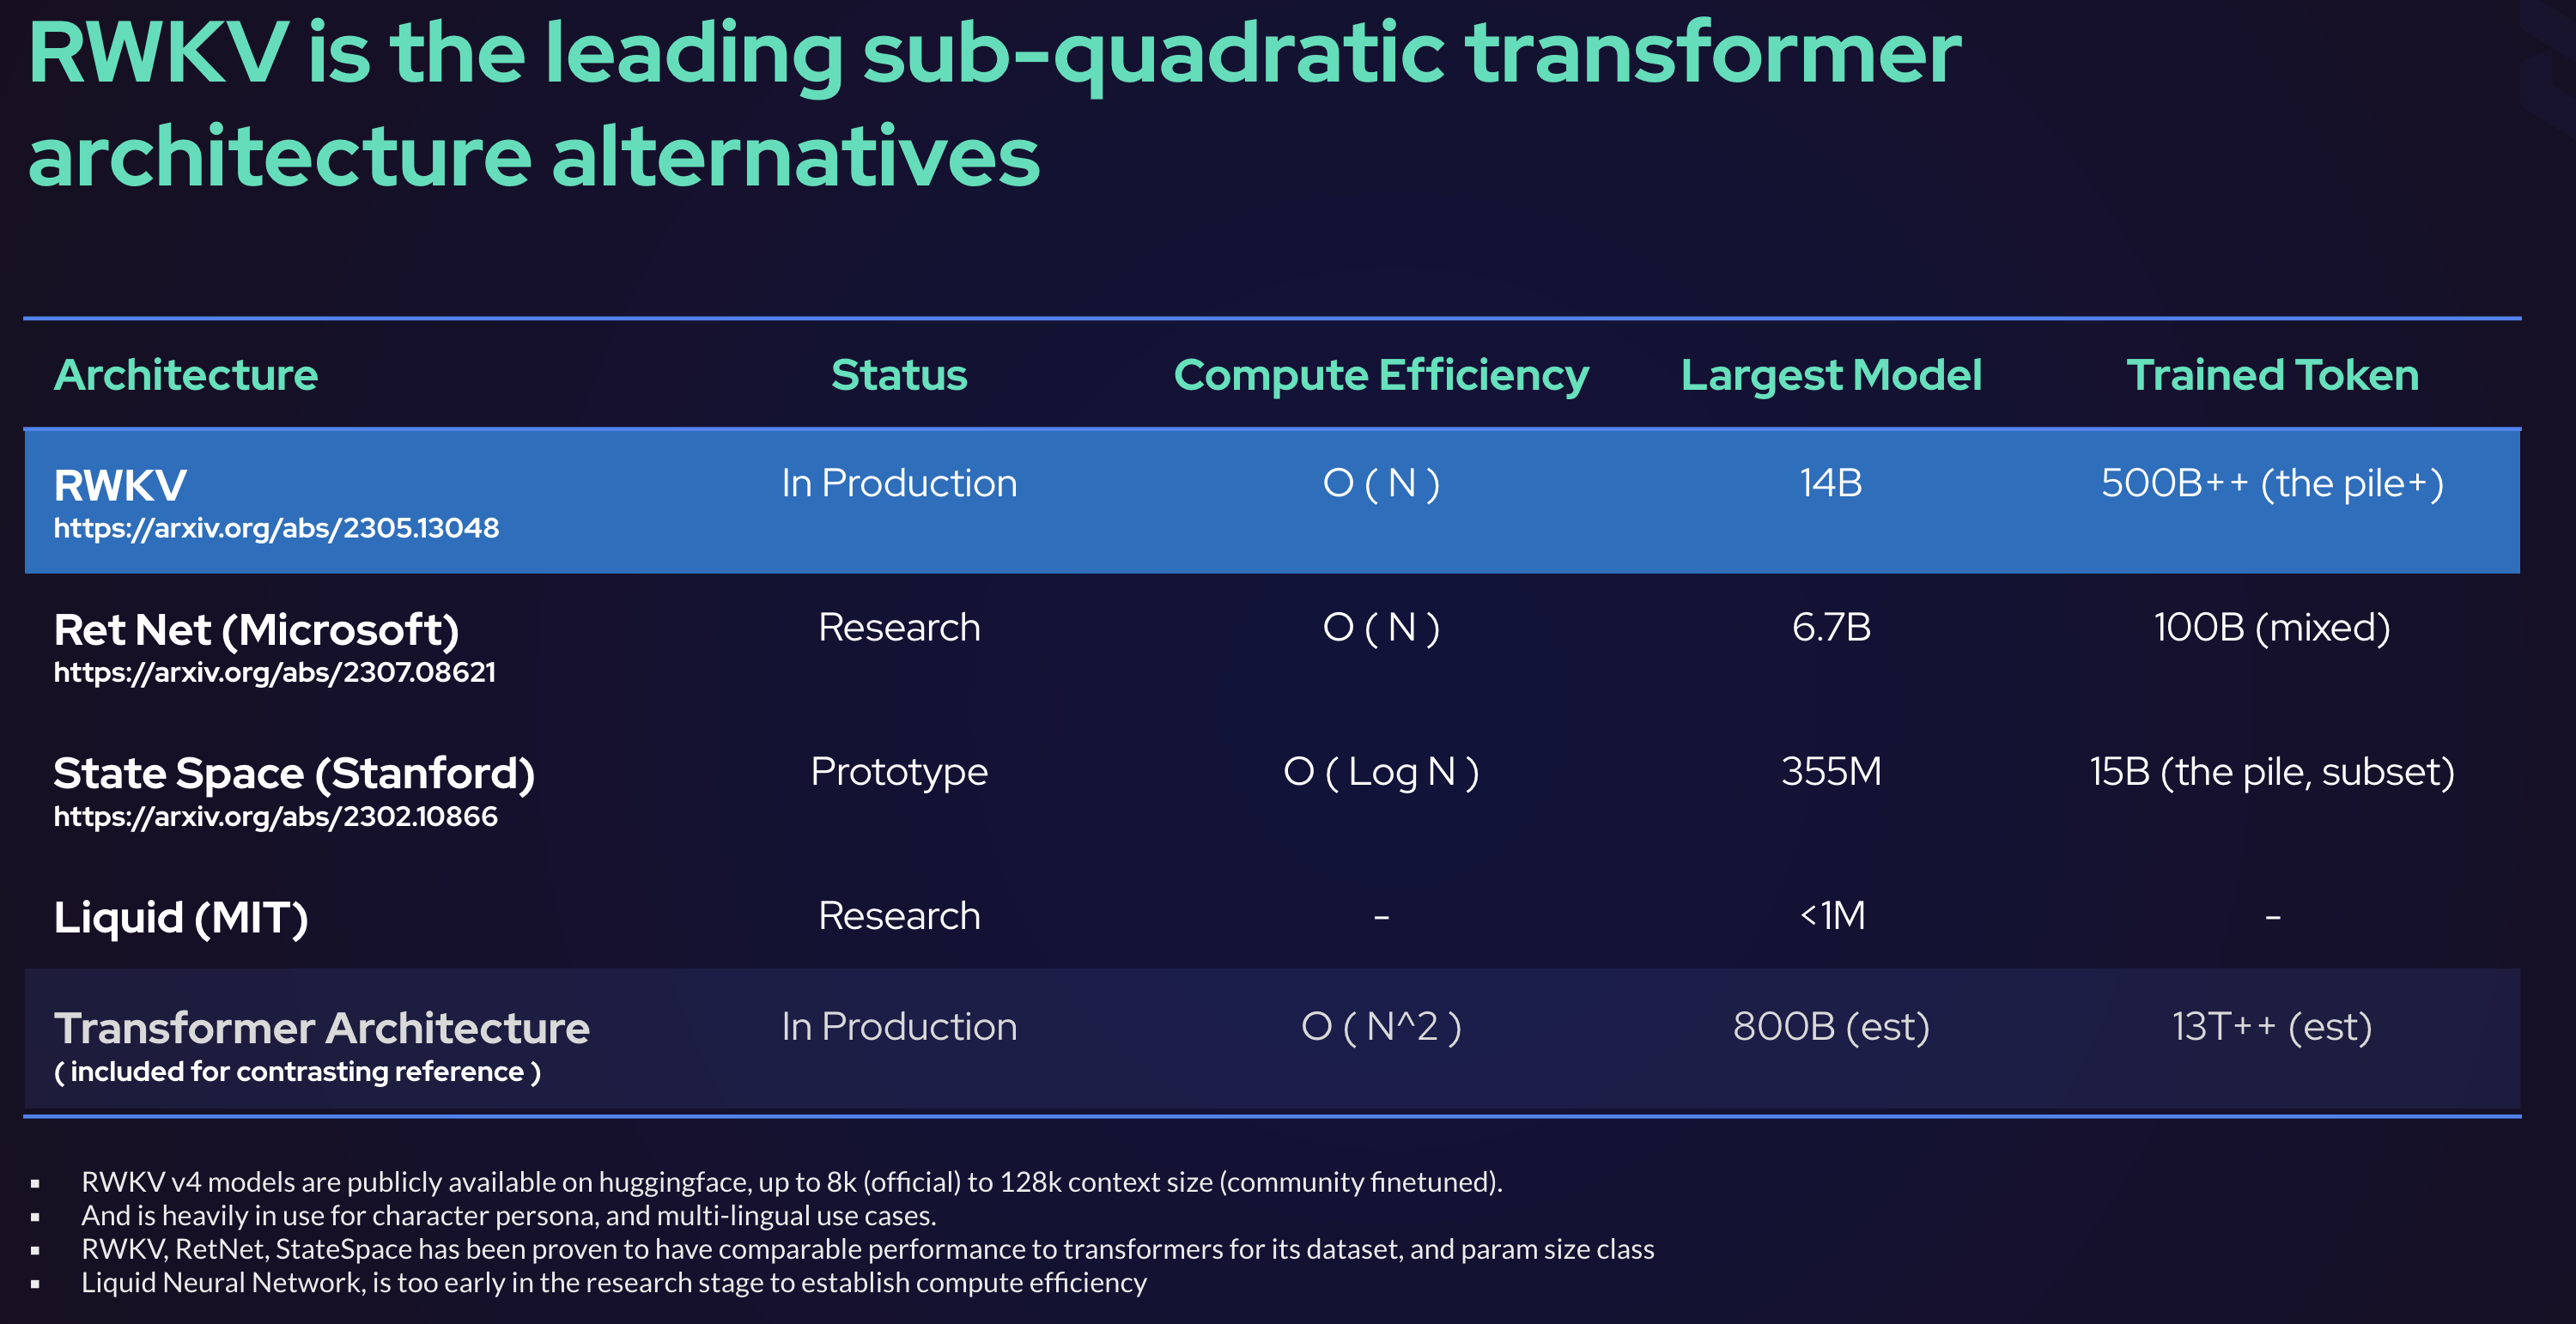 RWKV is the leading sub-quadratic transformer
architecture alternatives
Architecture Status Compute Efficiency Largest Model Trained Token
RWKV In Production O ( N ) 14B 500B++ (the pile+)
https://arxiv.org/abs/2305.13048
Ret Net (Microsoft) Research O ( N ) 6.7B 100B (mixed)
https://arxiv.org/abs/2307.08621
State Space (Stanford) Prototype O ( Log N ) 355M 15B (the pile, subset)
https://arxiv.org/abs/2302.10866
Liquid (MIT) Research - <1M -
Transformer Architecture In Production O ( N^2 ) 800B (est) 13T++ (est)
( included for contrasting reference )
▪ RWKV v4 models are publicly available on huggingface, up to 8k (official) to 128k context size (community finetuned).
▪ And is heavily in use for character persona, and multi-lingual use cases.
▪ RWKV, RetNet, StateSpace has been proven to have comparable performance to transformers for its dataset, and param size class
▪ Liquid Neural Network, is too early in the research stage to establish compute efficiency